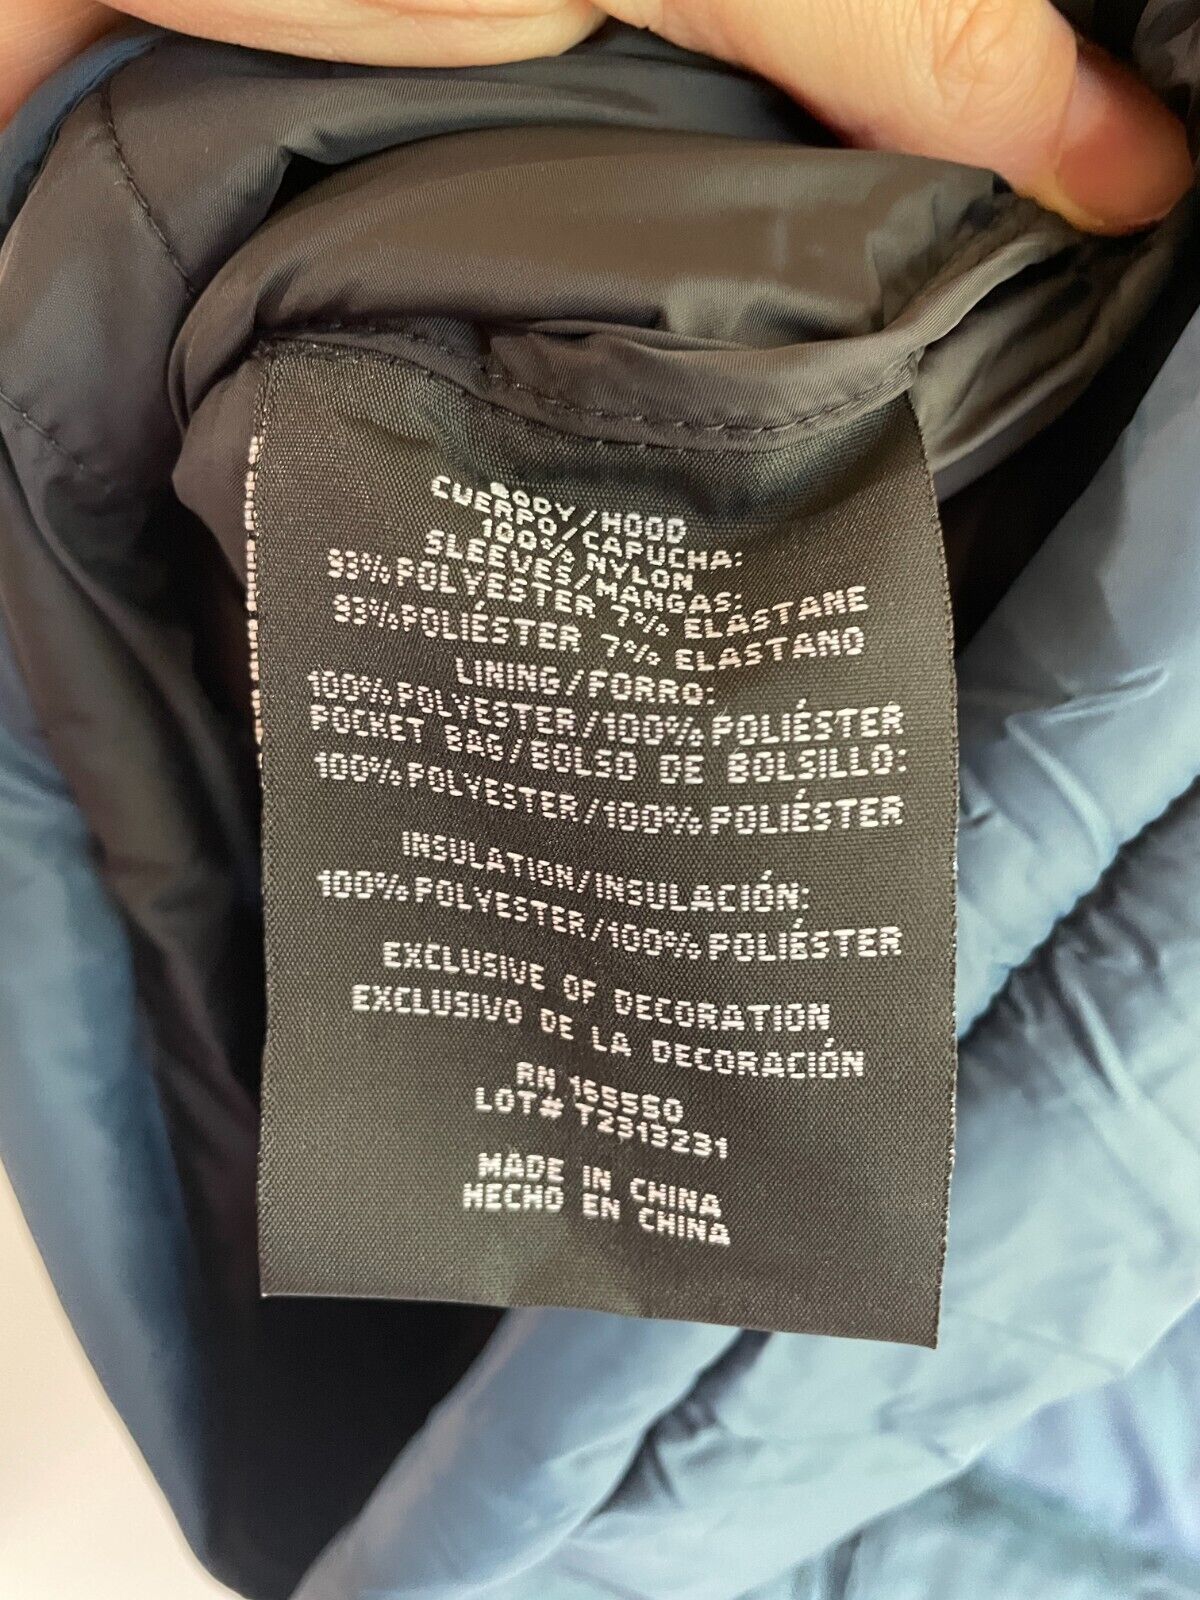 BODY/HOOD
CUERPO/CAPUCHA:
100% NYLON
SLEEVES/MANGAS:
93% POLYESTER 7% ELASTANE
93% POLIÉSTER 7% ELASTANO
LINING/FORRO:
100% POLYESTER/100% POLIÉSTER
POCKET BAG/BOLSO DE BOLSILLO:
100% POLYESTER/100% POLIÉSTER
INSULATION/INSULACIÓN:
100% POLYESTER/100% POLIÉSTER
EXCLUSIVE OF DECORATION
EXCLUSIVO DE LA DECORACIÓN
RN
LOT# T2313231
MADE IN CHINA
HECHO EN CHINA